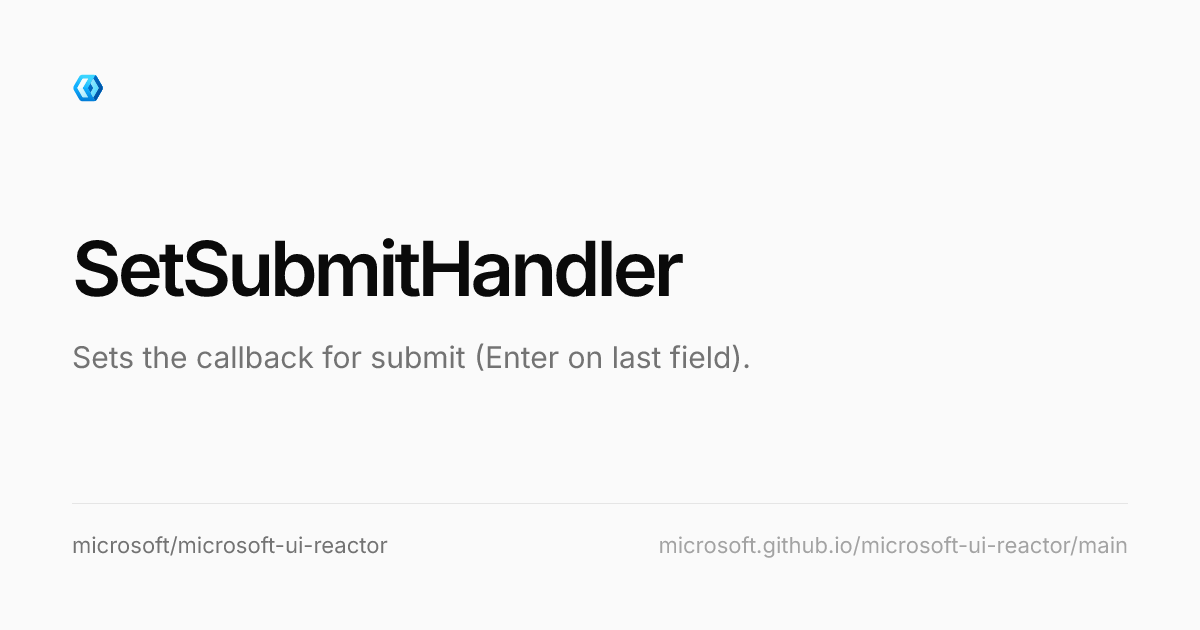 SetSubmitHandler
Sets the callback for submit (Enter on last field).
microsoft/microsoft-ui-reactor
microsoft.github.io/microsoft-ui-reactor/main